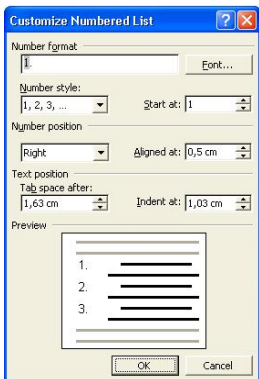 Customize Numbered List
Number format
1.
Font...
Number style:
1, 2, 3, ...
Start at: 1
Number position
Right
Aligned at: 0,5 cm
Text position
Tab space after:
1,63 cm
Indent at: 1,03 cm
Preview
1.
2.
3.
OK Cancel